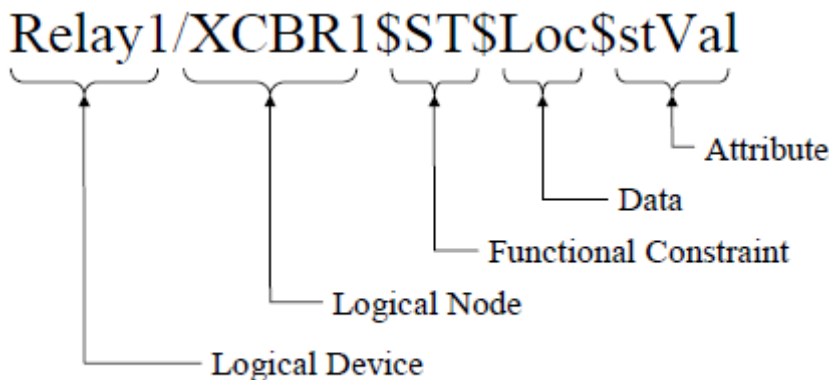 Relay1/XCBR1$ST$Loc$stVal
Attribute
Data
Functional Constraint
Logical Node
Logical Device